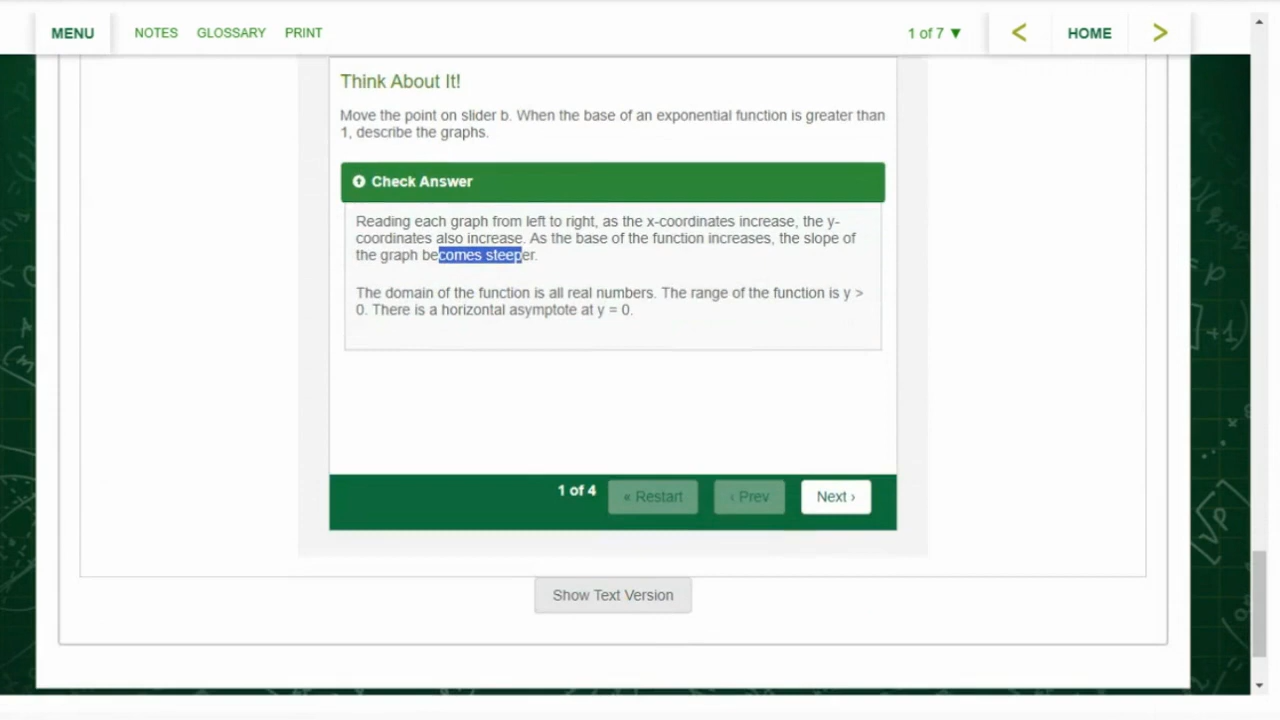 MENU NOTES GLOSSARY PRINT 1 of 7 ▼ < HOME >
Think About It!
Move the point on slider b. When the base of an exponential function is greater than
1, describe the graphs.
Check Answer
Reading each graph from left to right, as the x-coordinates increase, the y-
coordinates also increase. As the base of the function increases, the slope of
the graph becomes steeper.
The domain of the function is all real numbers. The range of the function is y >
0. There is a horizontal asymptote at y = 0.
1 of 4 « Restart ‹ Prev Next ›
Show Text Version